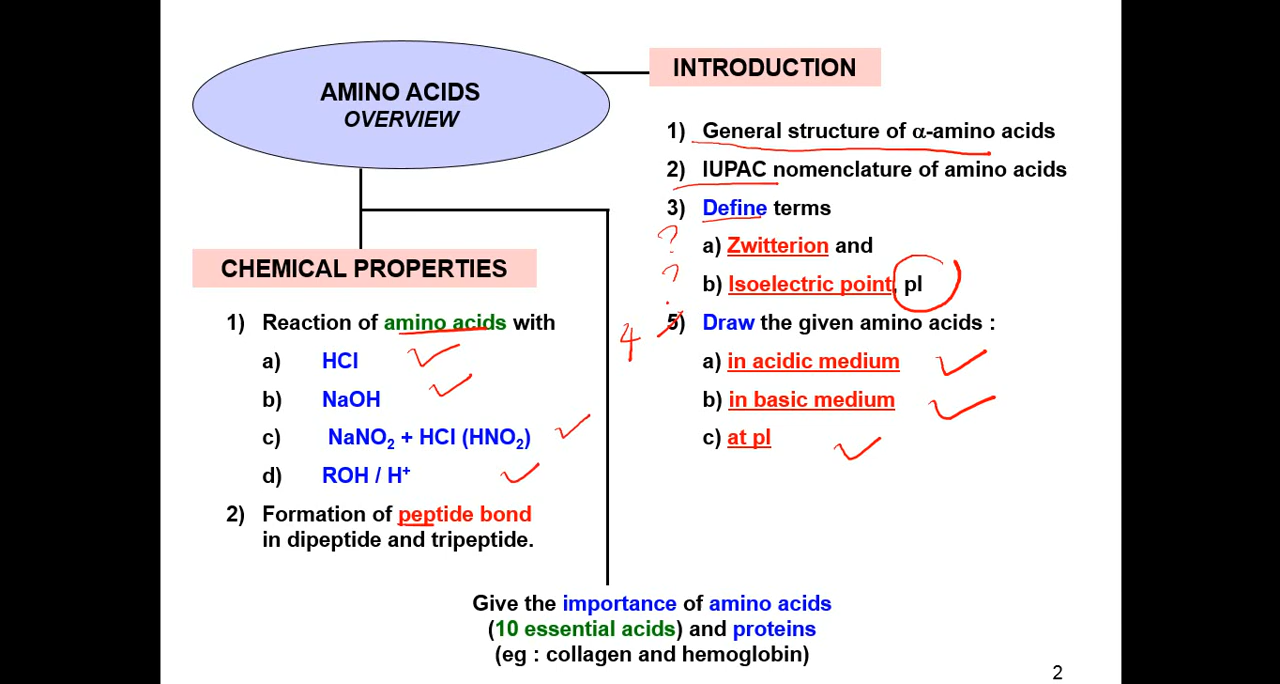 AMINO ACIDS
OVERVIEW
INTRODUCTION
1) General structure of α-amino acids
2) IUPAC nomenclature of amino acids
3) Define terms
? a) Zwitterion and
? b) Isoelectric point, pI
4 5) Draw the given amino acids :
a) in acidic medium
b) in basic medium
c) at pI
CHEMICAL PROPERTIES
1) Reaction of amino acids with
a) HCl
b) NaOH
c) NaNO₂ + HCl (HNO₂)
d) ROH / H⁺
2) Formation of peptide bond
in dipeptide and tripeptide.
Give the importance of amino acids
(10 essential acids) and proteins
(eg : collagen and hemoglobin)
2